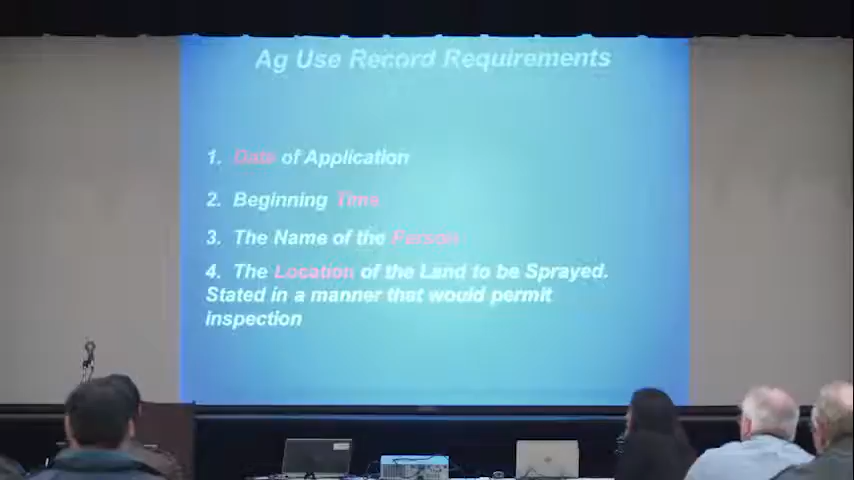 Ag Use Record Requirements
1. Date of Application
2. Beginning Time
3. The Name of the Person
4. The Location of the Land to be Sprayed.
Stated in a manner that would permit
inspection